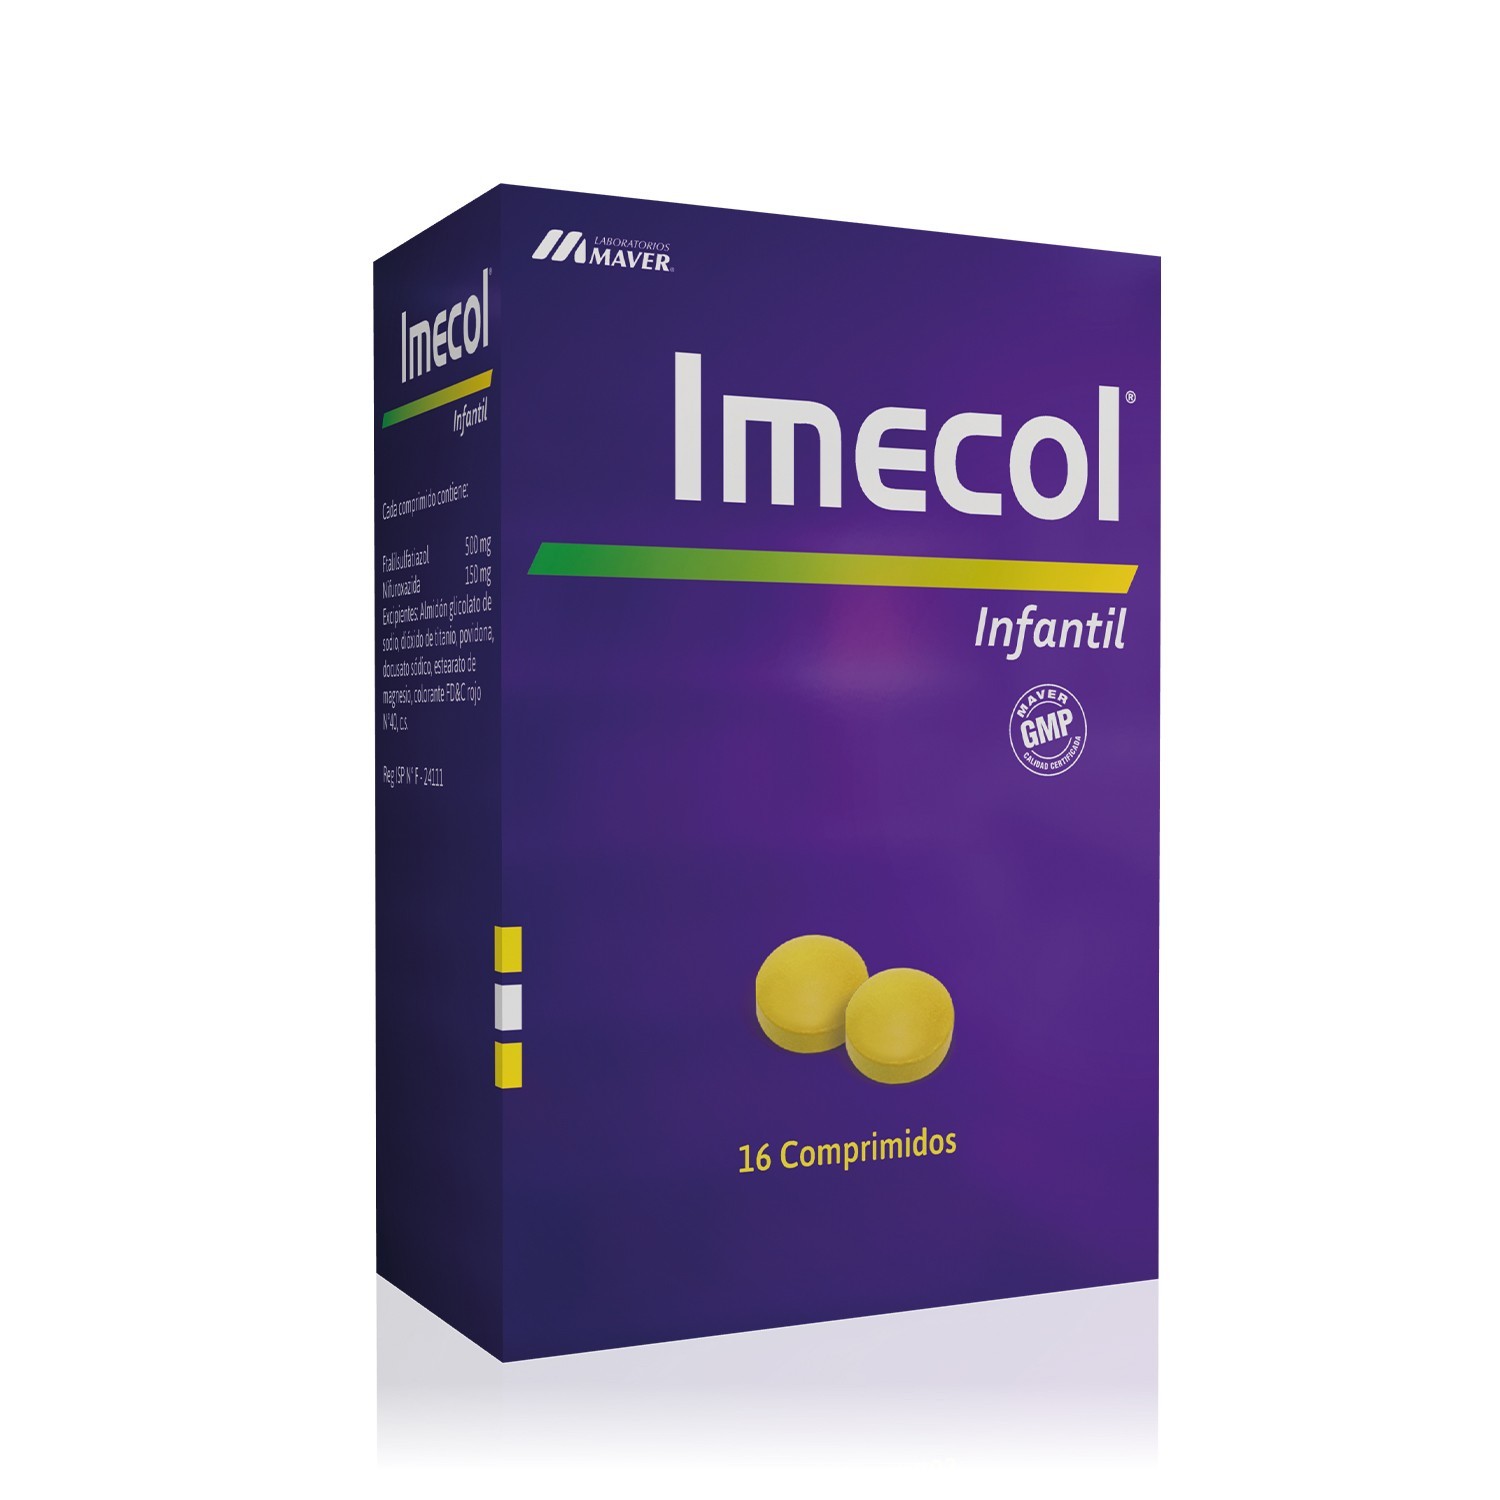 LABORATORIOS
MAVER®
Imecol®
Infantil
MAVER
GMP
CALIDAD CERTIFICADA
16 Comprimidos
Imecol®
Infantil
Cada comprimido contiene:
Ftalilsulfatiazol 500 mg
Nifuroxazida 150 mg
Excipientes: Almidón glicolato de
sodio, dióxido de titanio, povidona,
docusato sódico, estearato de
magnesio, colorante FD&C rojo
N°40, c.s.
Reg ISP N° F - 24111